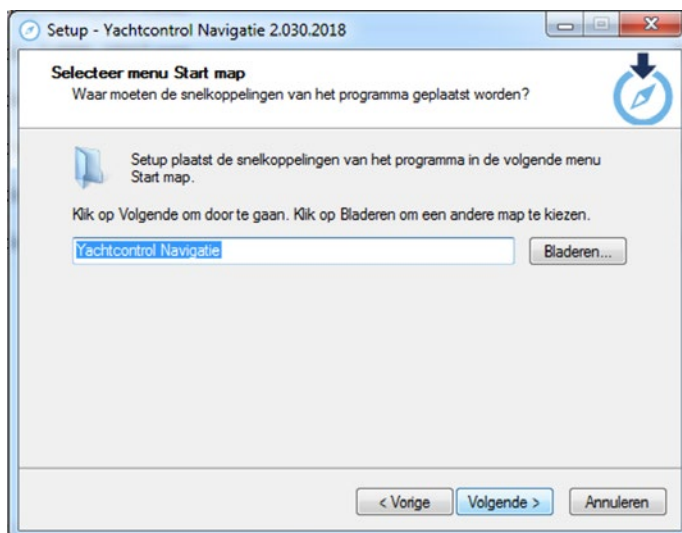 Setup - Yachtcontrol Navigatie 2.030.2018
Selecteer menu Start map
Waar moeten de snelkoppelingen van het programma geplaatst worden?
Setup plaatst de snelkoppelingen van het programma in de volgende menu
Start map.
Klik op Volgende om door te gaan. Klik op Bladeren om een andere map te kiezen.
Yachtcontrol Navigatie
Bladeren...
< Vorige
Volgende >
Annuleren